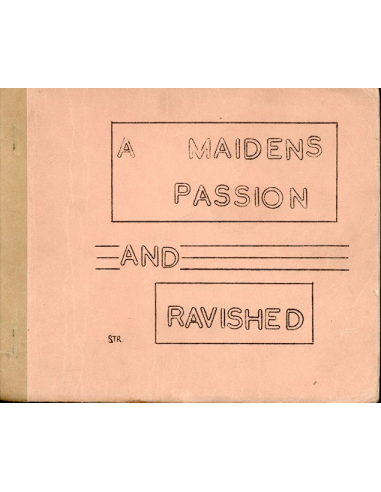 A MAIDENS
PASSION
AND
RAVISHED
STR.